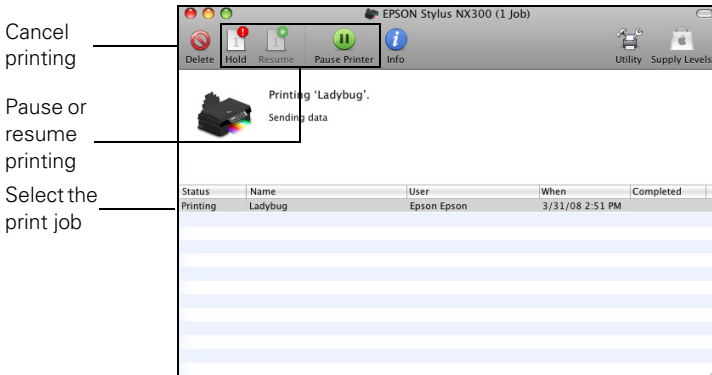 Cancel
printing
Pause or
resume
printing
Select the
print job
EPSON Stylus NX300 (1 Job)
Delete Hold Resume Pause Printer Info Utility Supply Levels
Printing 'Ladybug'.
Sending data
Status Name User When Completed
Printing Ladybug Epson Epson 3/31/08 2:51 PM